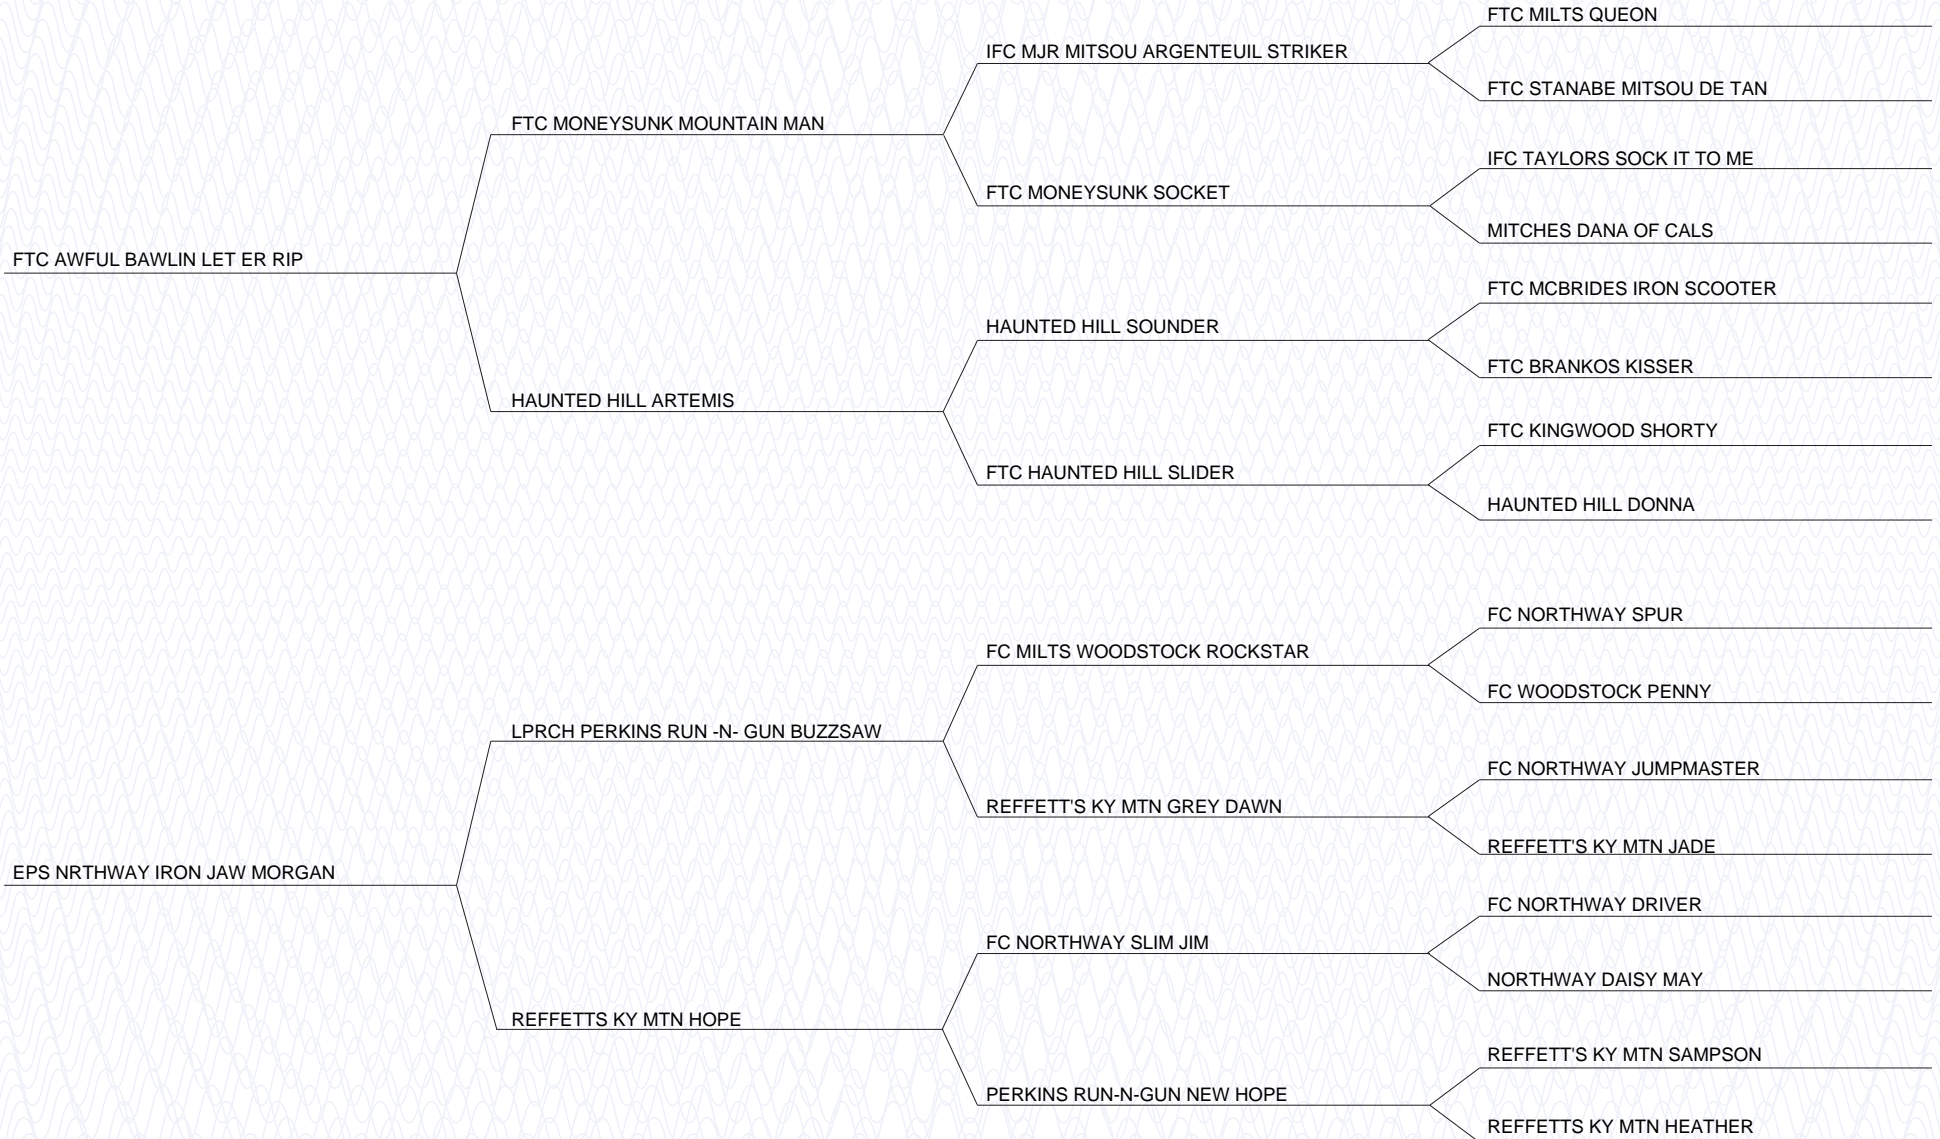 FTC MILTS QUEON
IFC MJR MITSOU ARGENTEUIL STRIKER
FTC STANABE MITSOU DE TAN
FTC MONEYSUNK MOUNTAIN MAN
IFC TAYLORS SOCK IT TO ME
FTC MONEYSUNK SOCKET
MITCHES DANA OF CALS
FTC AWFUL BAWLIN LET ER RIP
FTC MCBRIDES IRON SCOOTER
HAUNTED HILL SOUNDER
FTC BRANKOS KISSER
HAUNTED HILL ARTEMIS
FTC KINGWOOD SHORTY
FTC HAUNTED HILL SLIDER
HAUNTED HILL DONNA
FC NORTHWAY SPUR
FC MILTS WOODSTOCK ROCKSTAR
FC WOODSTOCK PENNY
LPRCH PERKINS RUN -N- GUN BUZZSAW
FC NORTHWAY JUMPMASTER
REFFETT'S KY MTN GREY DAWN
REFFETT'S KY MTN JADE
EPS NRTHWAY IRON JAW MORGAN
FC NORTHWAY DRIVER
FC NORTHWAY SLIM JIM
NORTHWAY DAISY MAY
REFFETTS KY MTN HOPE
REFFETT'S KY MTN SAMPSON
PERKINS RUN-N-GUN NEW HOPE
REFFETTS KY MTN HEATHER